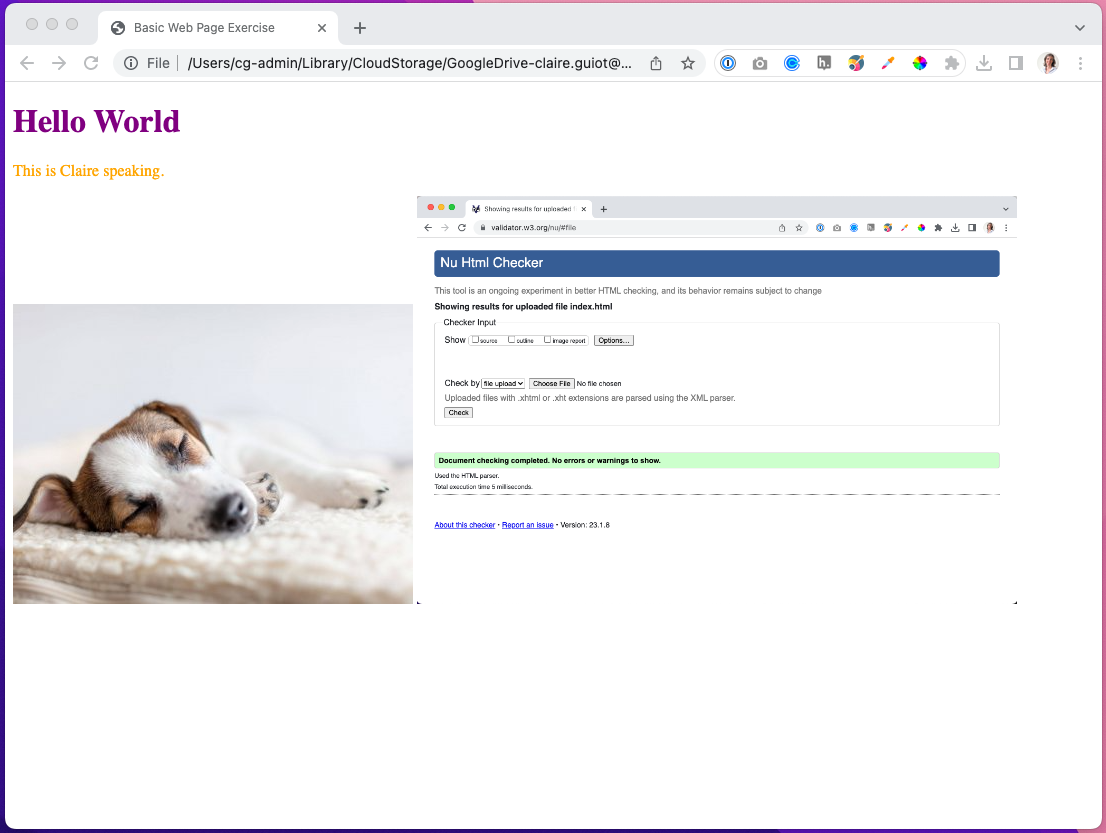 Basic Web Page Exercise
File /Users/cg-admin/Library/CloudStorage/GoogleDrive-claire.guiot@...
Hello World
This is Claire speaking.
Showing results for uploaded
validator.w3.org/nu/#file
Nu Html Checker
This tool is an ongoing experiment in better HTML checking, and its behavior remains subject to change
Showing results for uploaded file index.html
Checker Input
Show source outline image report Options...
Check by file upload Choose File No file chosen
Uploaded files with .xhtml or .xht extensions are parsed using the XML parser.
Check
Document checking completed. No errors or warnings to show.
Used the HTML parser.
Total execution time 5 milliseconds.
About this checker • Report an issue • Version: 23.1.8